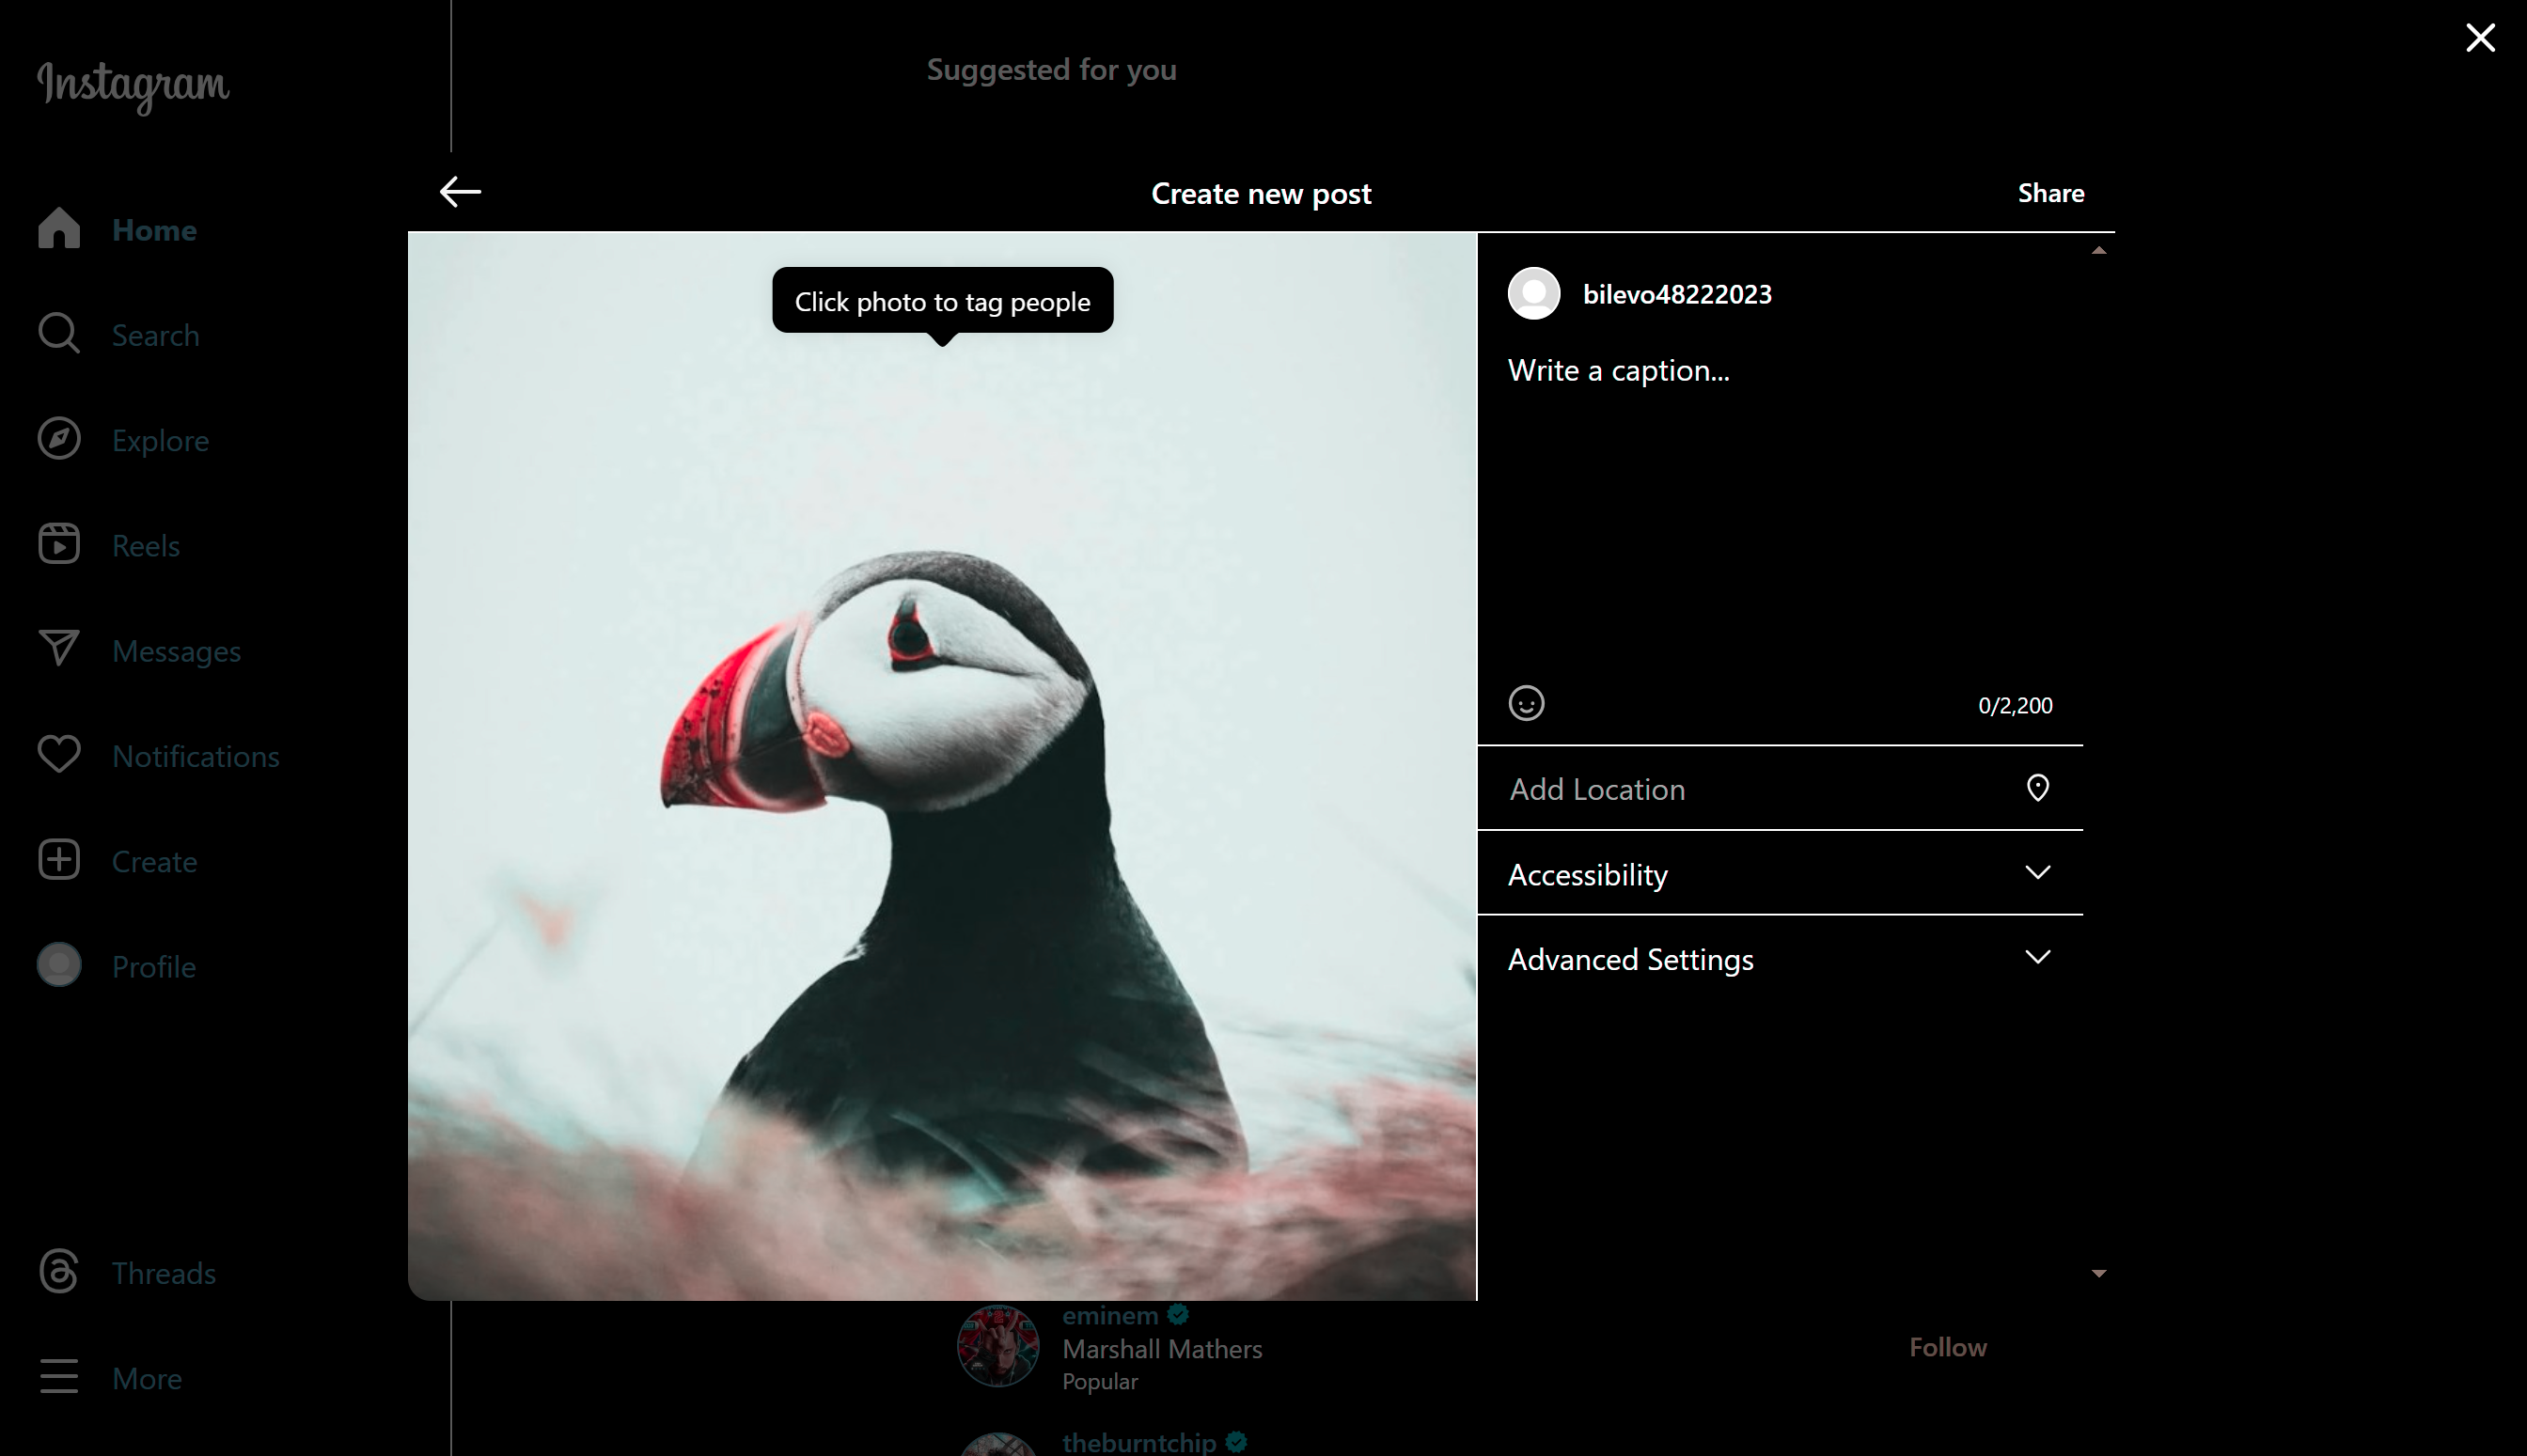 Instagram
Home
Search
Explore
Reels
Messages
Notifications
Create
Profile
Threads
More
Suggested for you
Create new post
Share
Click photo to tag people
bilevo48222023
Write a caption...
0/2,200
Add Location
Accessibility
Advanced Settings
eminem
Marshall Mathers
Popular
Follow
theburntchip